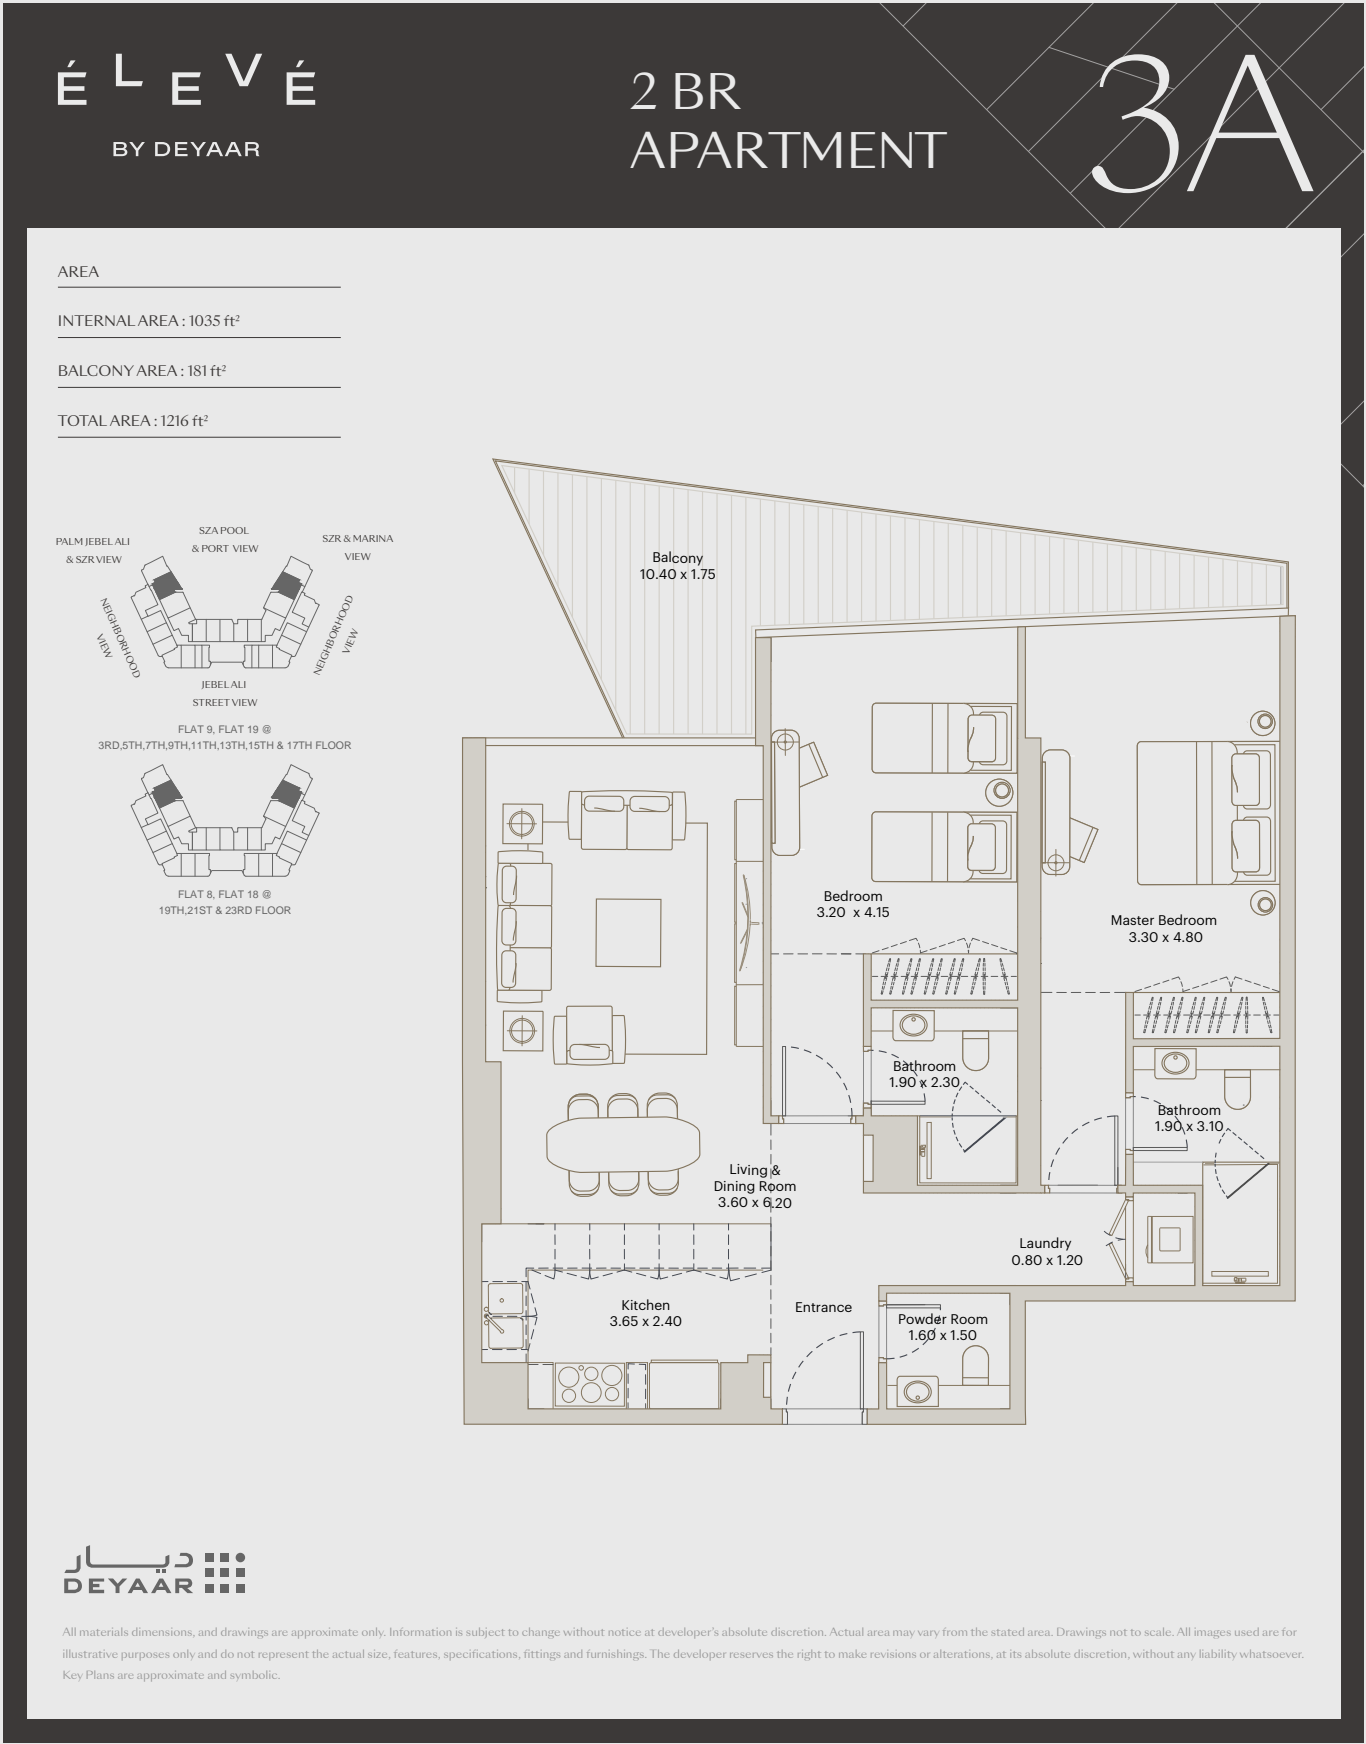 ÉLEVÉ
BY DEYAAR
2 BR
APARTMENT
3A
AREA
INTERNAL AREA : 1035 ft²
BALCONY AREA : 181 ft²
TOTAL AREA : 1216 ft²
PALM JEBEL ALI
& SZR VIEW
SZA POOL
& PORT VIEW
SZR & MARINA
VIEW
NEIGHBORHOOD
VIEW
NEIGHBORHOOD
VIEW
JEBEL ALI
STREET VIEW
FLAT 9, FLAT 19 @
3RD,5TH,7TH,9TH,11TH,13TH,15TH & 17TH FLOOR
FLAT 8, FLAT 18 @
19TH,21ST & 23RD FLOOR
Balcony
10.40 x 1.75
Bedroom
3.20 x 4.15
Master Bedroom
3.30 x 4.80
Bathroom
1.90 x 2.30
Bathroom
1.90 x 3.10
Living &
Dining Room
3.60 x 6.20
Laundry
0.80 x 1.20
Kitchen
3.65 x 2.40
Entrance
Powder Room
1.60 x 1.50
ديار
DEYAAR
All materials dimensions, and drawings are approximate only. Information is subject to change without notice at developer's absolute discretion. Actual area may vary from the stated area. Drawings not to scale. All images used are for
illustrative purposes only and do not represent the actual size, features, specifications, fittings and furnishings. The developer reserves the right to make revisions or alterations, at its absolute discretion, without any liability whatsoever.
Key Plans are approximate and symbolic.